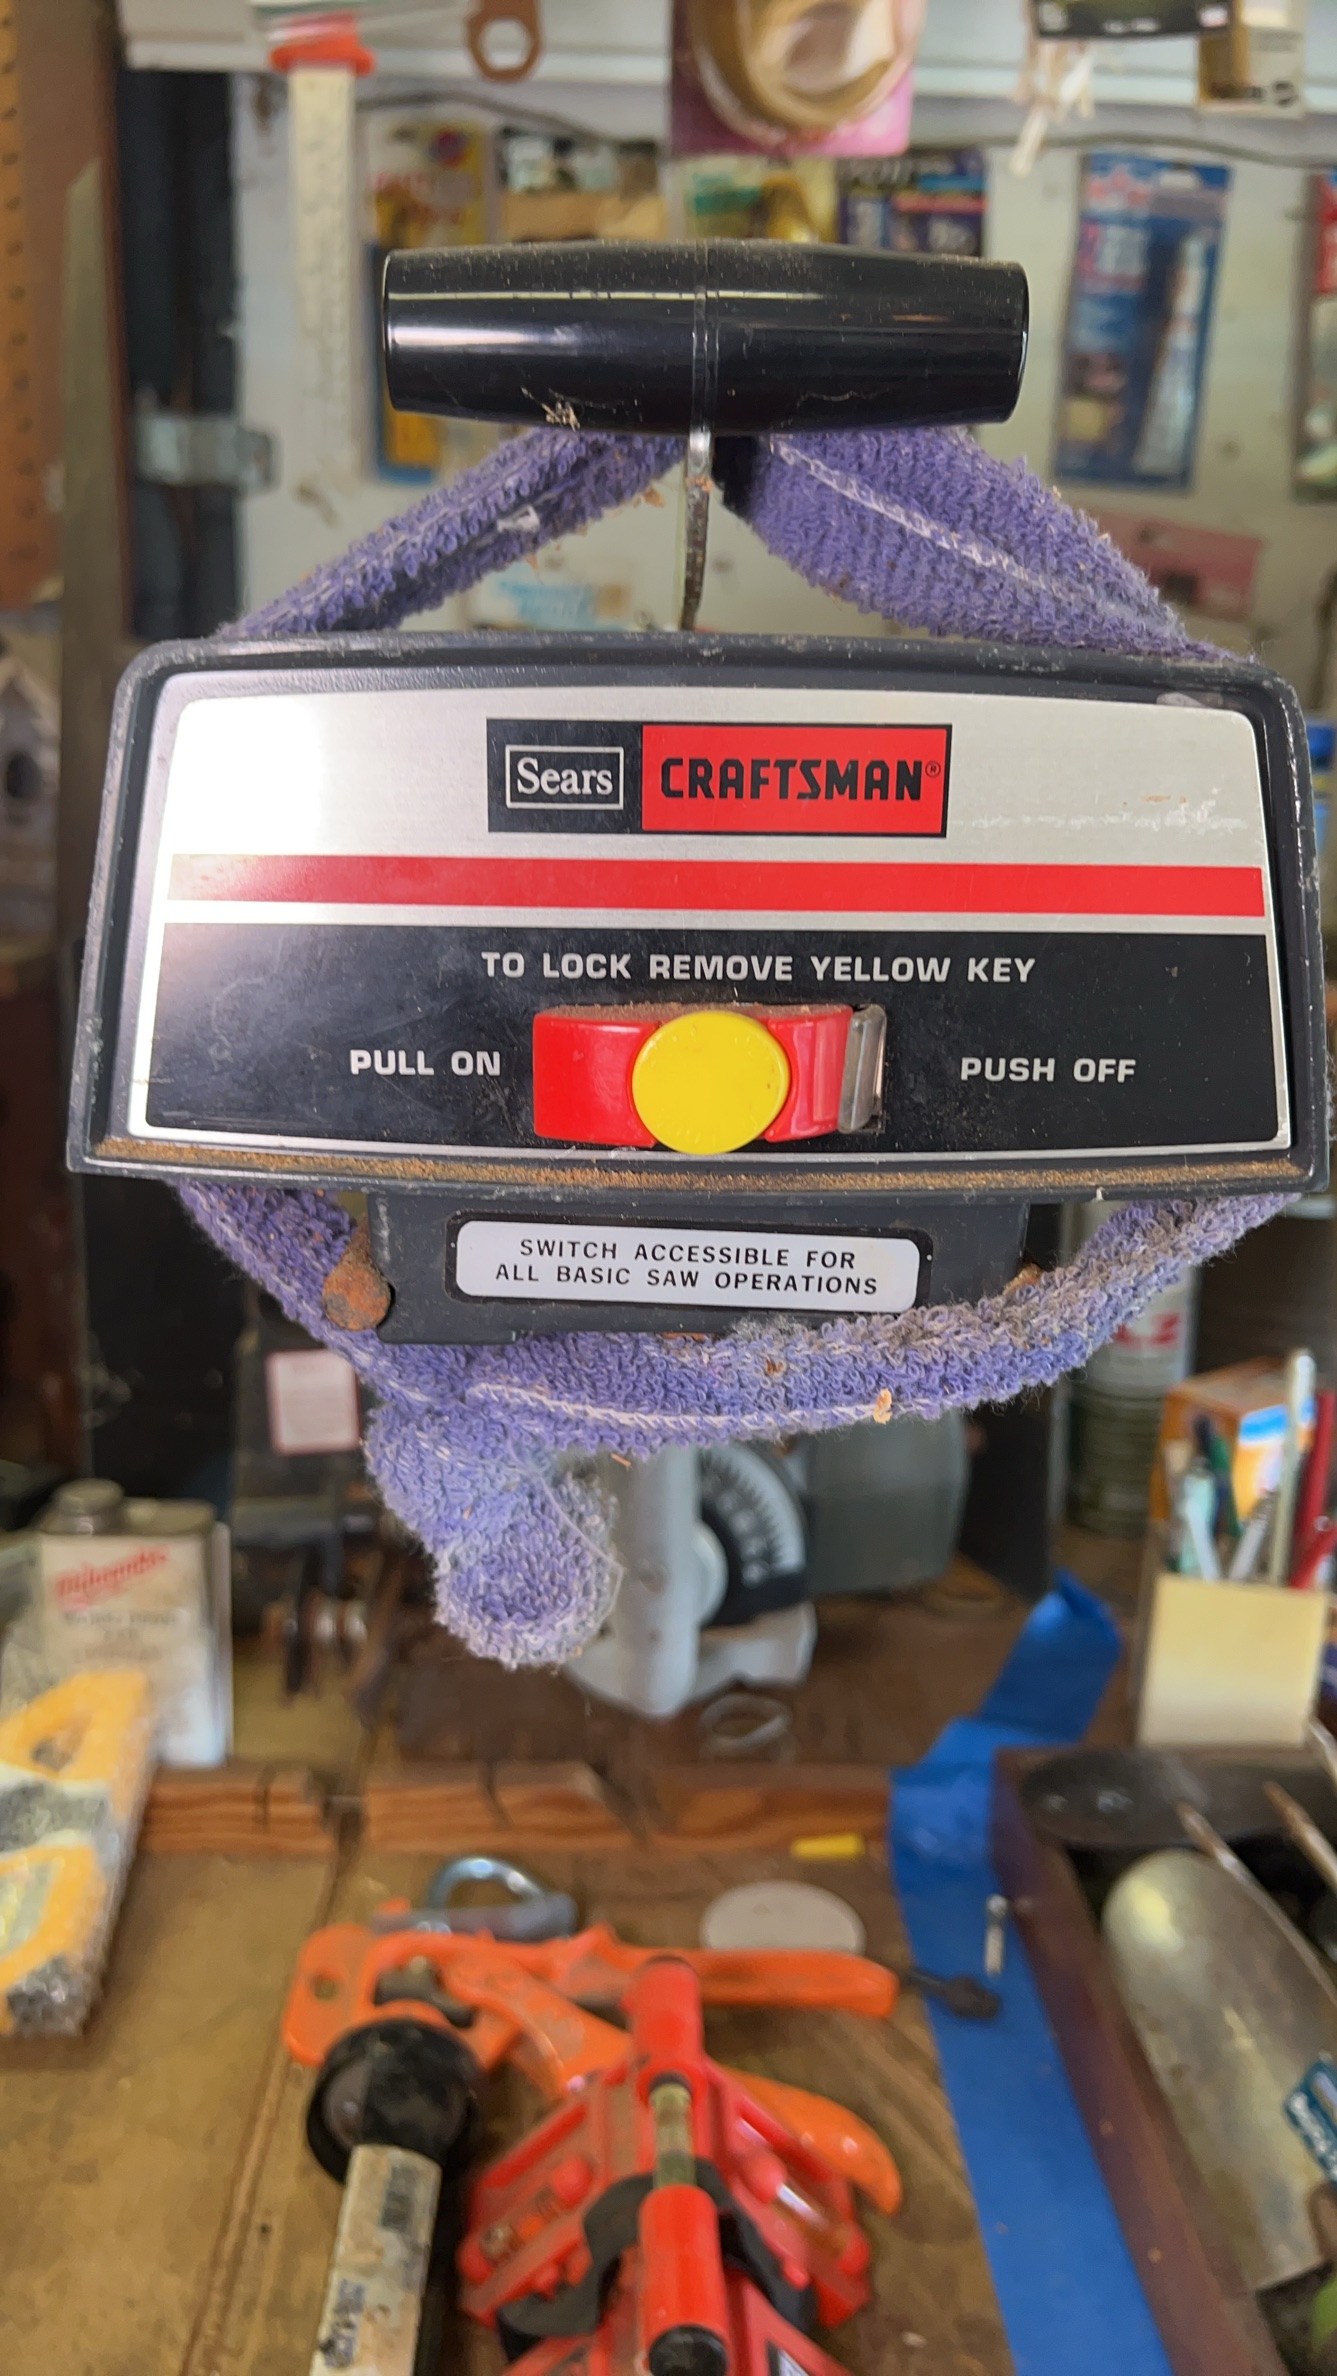 Sears CRAFTSMAN®
TO LOCK REMOVE YELLOW KEY
PULL ON
PUSH OFF
SWITCH ACCESSIBLE FOR
ALL BASIC SAW OPERATIONS